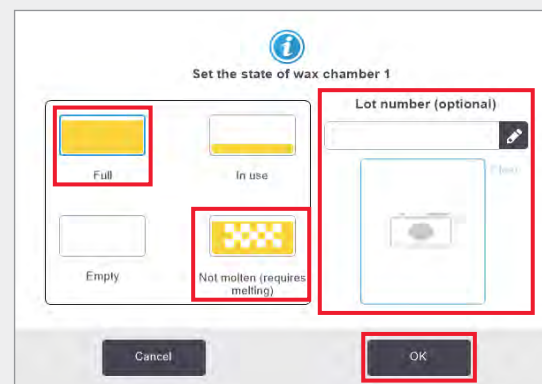 Set the state of wax chamber 1
Lot number (optional)
Full
In use
Empty
Not molten (requires
melting)
Cancel
OK